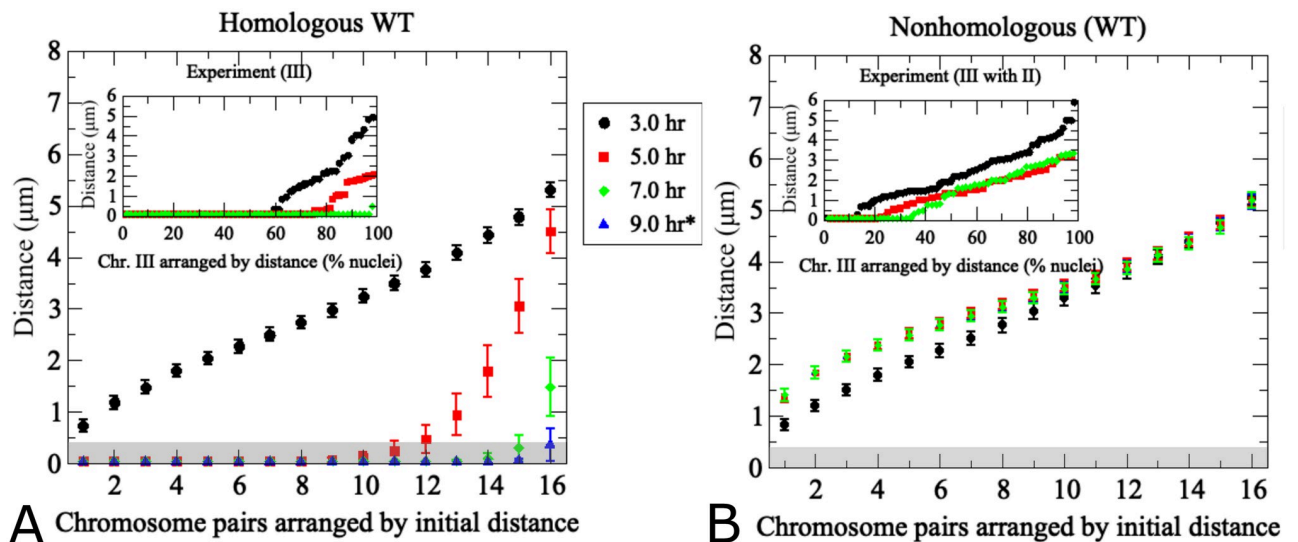 Homologous WT
8
7
6
5
4
3
2
1
0
Distance (μm)
Experiment (III)
6
5
4
3
2
1
0
Distance (μm)
0 20 40 60 80 100
Chr. III arranged by distance (% nuclei)
2 4 6 8 10 12 14 16
A Chromosome pairs arranged by initial distance
3.0 hr
5.0 hr
7.0 hr
9.0 hr*
Nonhomologous (WT)
8
7
6
5
4
3
2
1
0
Distance (μm)
Experiment (III with II)
6
5
4
3
2
1
0
Distance (μm)
0 20 40 60 80 100
Chr. III arranged by distance (% nuclei)
2 4 6 8 10 12 14 16
B Chromosome pairs arranged by initial distance